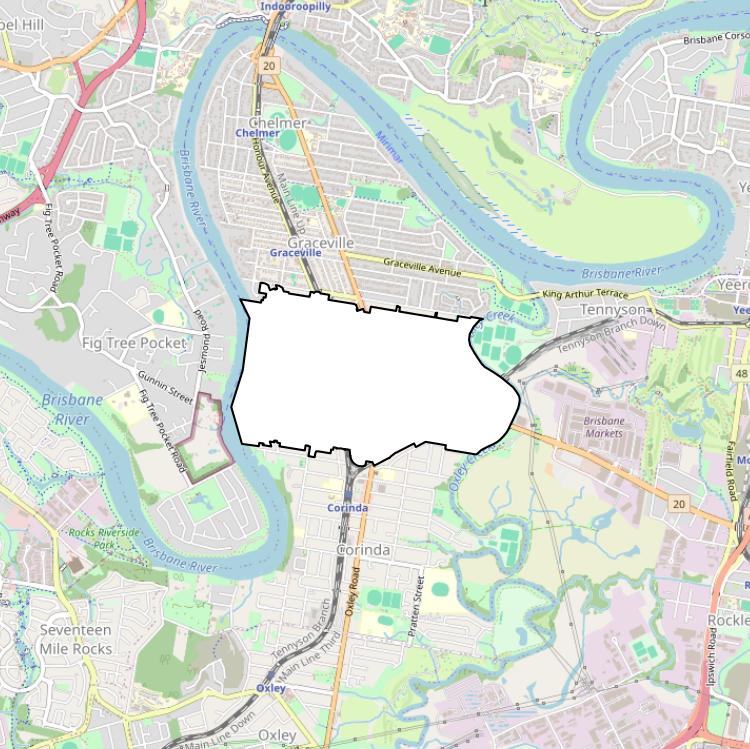 Indooroopilly
pel Hill
Brisbane Corso
20
Chelmer
Chelmer
Honour Avenue
Main Line Up
Mirimar
Brisbane River
Fig Tree Pocket Road
way
Graceville
Graceville
Graceville Avenue
Brisbane River
King Arthur Terrace
Yeer
Tennyson
Tennyson Branch Down
Creek
Fig Tree Pocket
Jesmond Road
Gunnin Street
Fig Tree Pocket Road
48
Brisbane
River
Brisbane
Markets
Fairfield Road
Oxley
20
Corinda
Rocks Riverside
Park
Brisbane River
Corinda
Oxley Road
Pratten Street
Seventeen
Mile Rocks
Tennyson Branch
Main Line Third
Rockle
Ipswich Road
Oxley
Main Line Down
Oxley